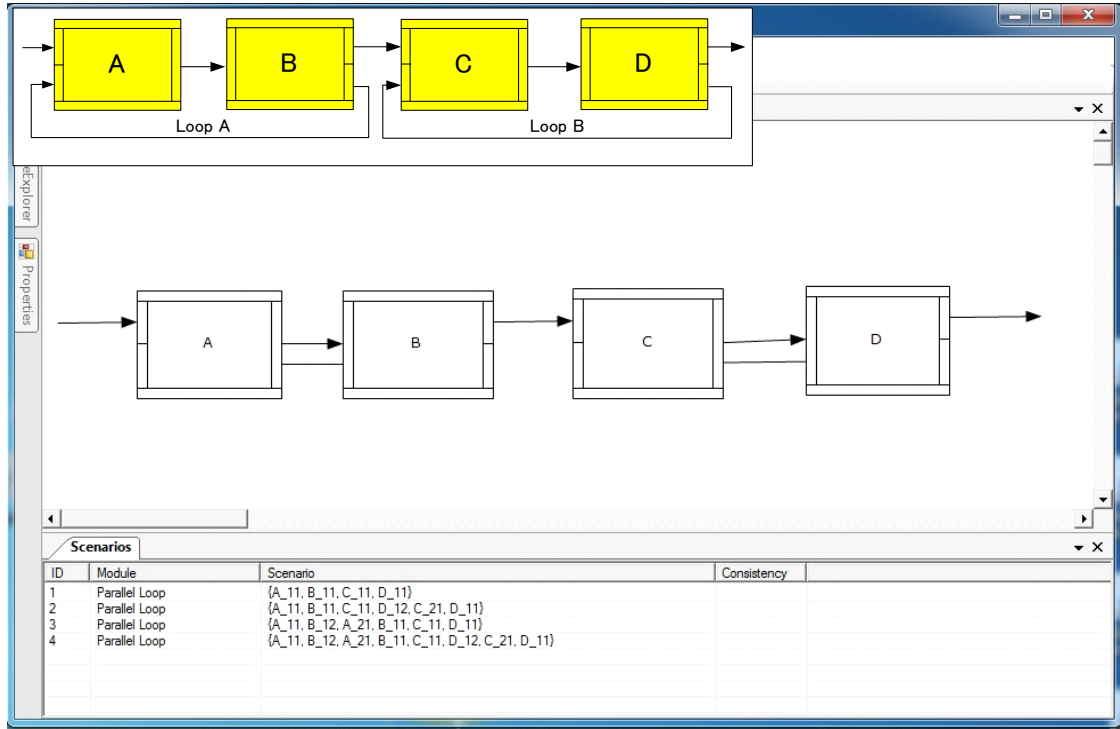 A B C D
Loop A Loop B
eExplorer
Properties
A B C D
Scenarios
ID Module Scenario Consistency
1 Parallel Loop {A_11, B_11, C_11, D_11}
2 Parallel Loop {A_11, B_11, C_11, D_12, C_21, D_11}
3 Parallel Loop {A_11, B_12, A_21, B_11, C_11, D_11}
4 Parallel Loop {A_11, B_12, A_21, B_11, C_11, D_12, C_21, D_11}